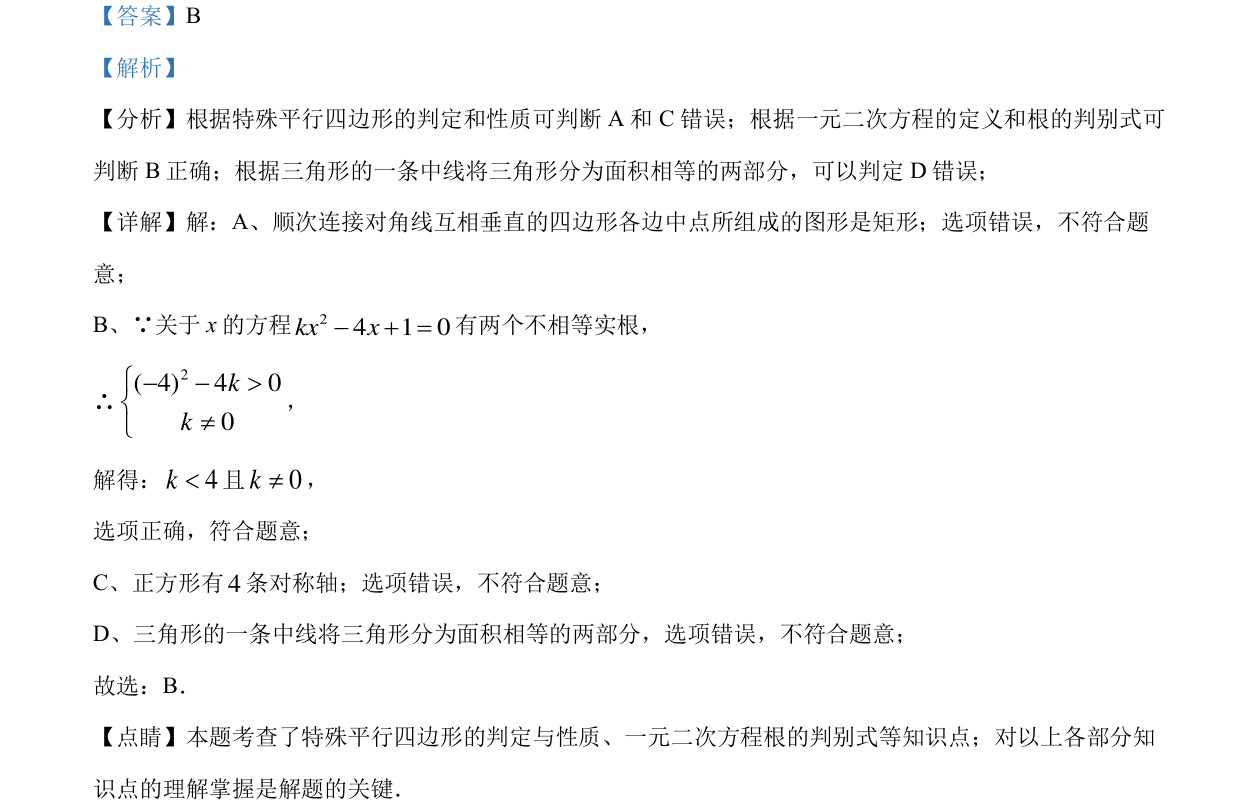 【答案】B
【解析】
【分析】根据特殊平行四边形的判定和性质可判断 A 和 C 错误；根据一元二次方程的定义和根的判别式可
判断 B 正确；根据三角形的一条中线将三角形分为面积相等的两部分，可以判定 D 错误；
【详解】解：A、顺次连接对角线互相垂直的四边形各边中点所组成的图形是矩形；选项错误，不符合题
意；
B、∵关于 x 的方程 kx² − 4x + 1 = 0 有两个不相等实根，
∴ { (−4)² − 4k > 0
k ≠ 0 ，
解得：k < 4 且 k ≠ 0，
选项正确，符合题意；
C、正方形有 4 条对称轴；选项错误，不符合题意；
D、三角形的一条中线将三角形分为面积相等的两部分，选项错误，不符合题意；
故选：B．
【点睛】本题考查了特殊平行四边形的判定与性质、一元二次方程根的判别式等知识点；对以上各部分知
识点的理解掌握是解题的关键．